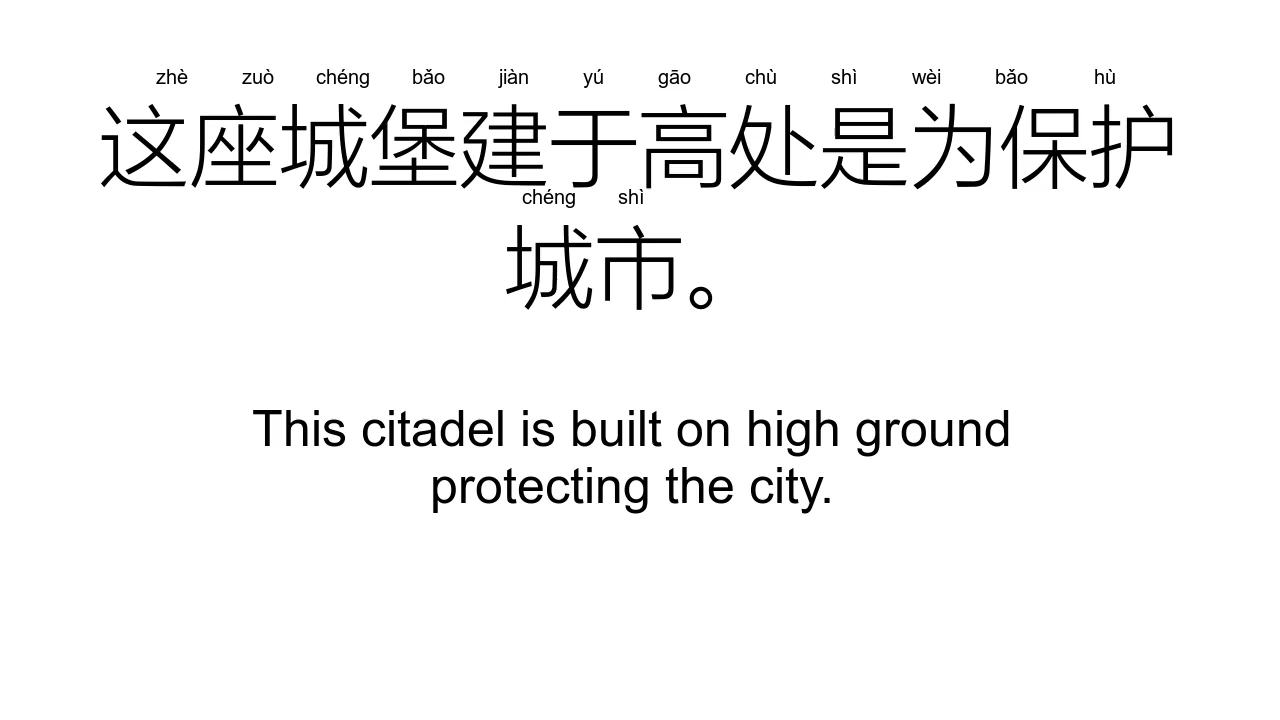 zhè zuò chéng bǎo jiàn yú gāo chù shì wèi bǎo hù
这座城堡建于高处是为保护
chéng shì
城市。
This citadel is built on high ground
protecting the city.